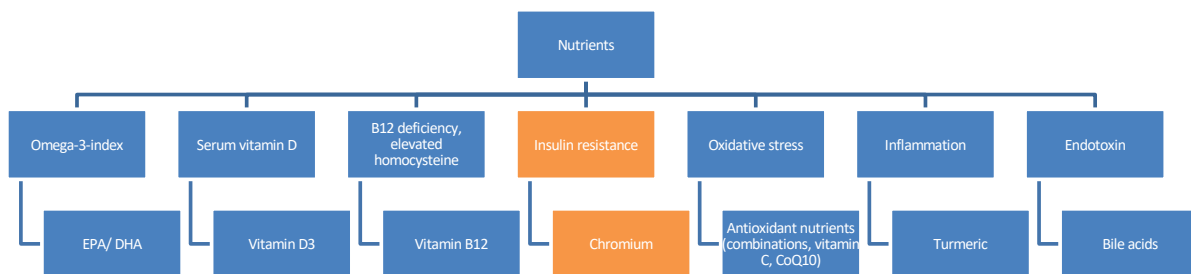 Nutrients
Omega-3-index
Serum vitamin D
B12 deficiency,
elevated
homocysteine
Insulin resistance
Oxidative stress
Inflammation
Endotoxin
EPA/ DHA
Vitamin D3
Vitamin B12
Chromium
Antioxidant nutrients
(combinations, vitamin
C, CoQ10)
Turmeric
Bile acids